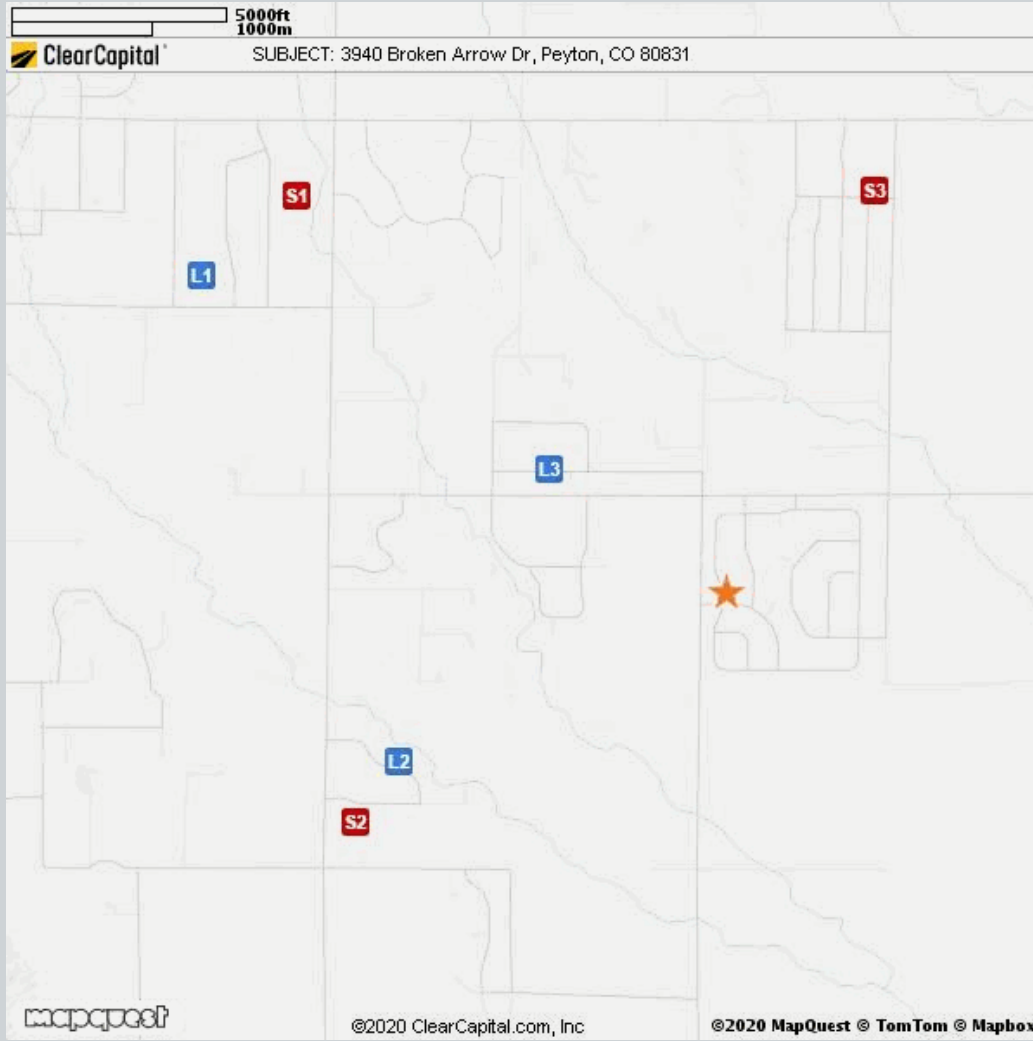 5000ft
1000m
ClearCapital SUBJECT: 3940 Broken Arrow Dr, Peyton, CO 80831
S1
S3
L1
L3
L2
S2
mapquest
©2020 ClearCapital.com, Inc
©2020 MapQuest © TomTom © Mapbox